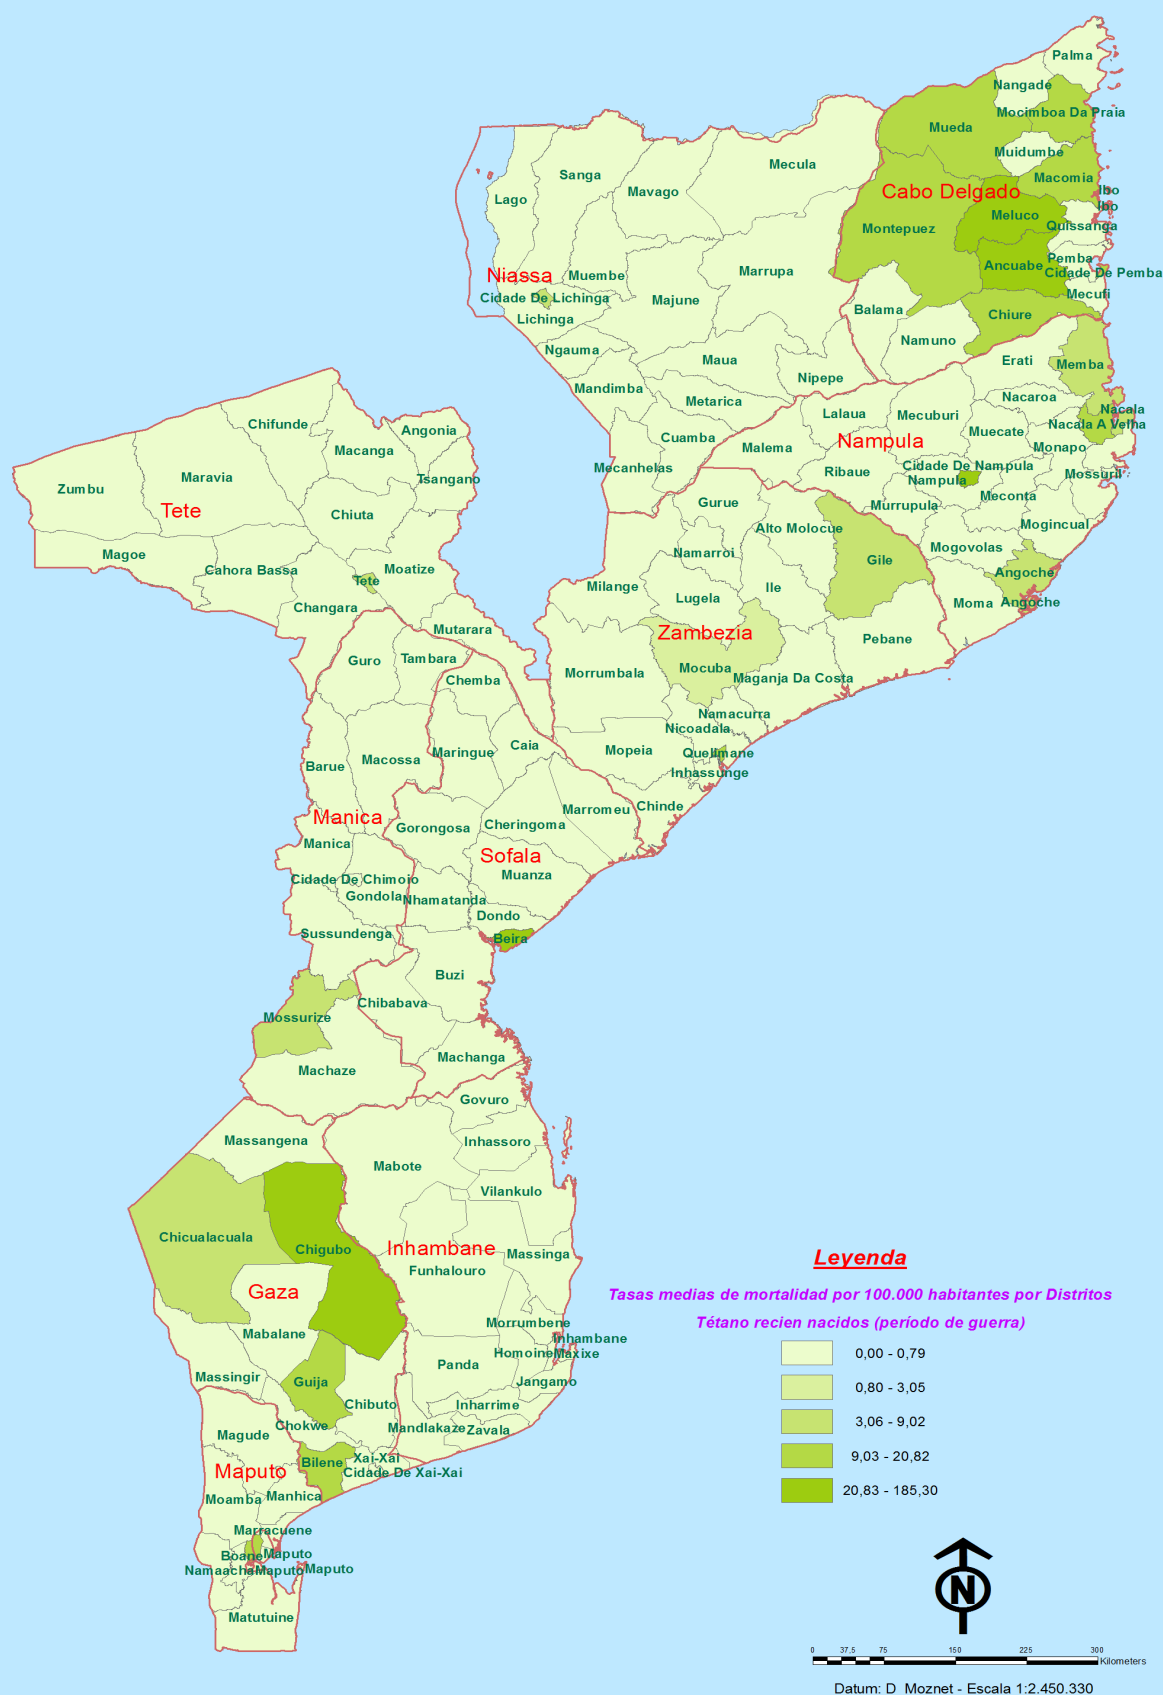 Palma
Nangade
Mocimboa Da Praia
Mueda
Muidumbe
Mecula
Macomia
Sanga
Mavago
Cabo Delgado
Ibo
Lago
Ibo
Meluco
Quissanga
Montepuez
Pemba
Ancuabe
Marrupa
Niassa
Muembe
Cidade De Pemba
Mecufi
Cidade De Lichinga
Majune
Balama
Chiure
Lichinga
Namuno
Ngauma
Maua
Erati
Memba
Nipepe
Mandimba
Metarica
Nacaroa
Lalaua
Mecuburi
Nacala
Chifunde
Nacala A Velha
Angonia
Muecate
Cuamba
Nampula
Malema
Monapo
Macanga
Mecanhelas
Ribaue
Cidade De Nampula
Mossuril
Maravia
Tsangano
Nampula
Zumbu
Meconta
Gurue
Murrupula
Tete
Chiuta
Mogincual
Alto Molocue
Mogovolas
Magoe
Namarroi
Gile
Cahora Bassa
Moatize
Angoche
Tete
Milange
Ile
Lugela
Moma
Angoche
Changara
Mutarara
Zambezia
Pebane
Guro
Tambara
Mocuba
Morrumbala
Chemba
Maganja Da Costa
Namacurra
Nicoadala
Caia
Maringue
Mopeia
Quelimane
Macossa
Barue
Inhassunge
Marromeu
Chinde
Manica
Gorongosa
Cheringoma
Manica
Sofala
Muanza
Cidade De Chimoio
Gondola
Nhamatanda
Dondo
Sussundenga
Beira
Buzi
Chibabava
Mossurize
Machanga
Machaze
Govuro
Massangena
Inhassoro
Mabote
Vilankulo
Chicualacuala
Chigubo
Inhambane
Massinga
Funhalouro
Gaza
Morrumbene
Mabalane
Inhambane
Homoine
Maxixe
Panda
Massingir
Guija
Jangamo
Chibuto
Inharrime
Chokwe
Mandlakaze
Zavala
Magude
Xai-Xai
Bilene
Cidade De Xai-Xai
Maputo
Manhica
Moamba
Marracuene
Boane
Maputo
Namaacha
Maputo
Maputo
Matutuine
Leyenda
Tasas medias de mortalidad por 100.000 habitantes por Distritos
Tétano recien nacidos (período de guerra)
0,00 - 0,79
0,80 - 3,05
3,06 - 9,02
9,03 - 20,82
20,83 - 185,30
N
0 37,5 75 150 225 300
Kilometers
Datum: D_Moznet - Escala 1:2.450.330